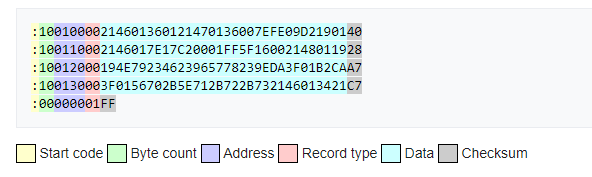 :10010000214601360121470136007EFE09D2190140
:100110002146017E17C20001FF5F16002148011928
:10012000194E79234623965778239EDA3F01B2CAA7
:100130003F0156702B5E712B722B732146013421C7
:00000001FF
Start code Byte count Address Record type Data Checksum